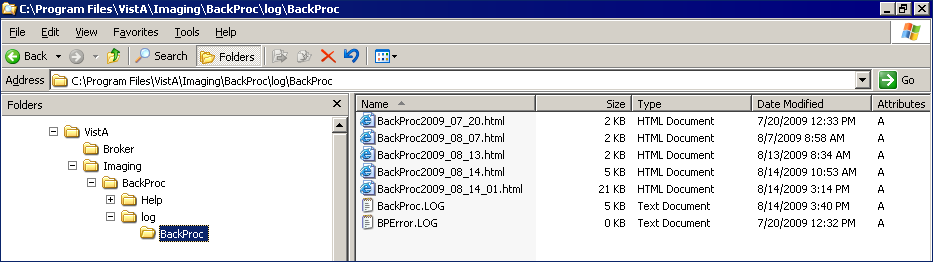 C:\Program Files\VistA\Imaging\BackProc\log\BackProc
File Edit View Favorites Tools Help
Back Search Folders
Address C:\Program Files\VistA\Imaging\BackProc\log\BackProc Go
Folders
VistA
Broker
Imaging
BackProc
Help
log
BackProc
Name Size Type Date Modified Attributes
BackProc2009_07_20.html 2 KB HTML Document 7/20/2009 12:33 PM A
BackProc2009_08_07.html 2 KB HTML Document 8/7/2009 8:58 AM A
BackProc2009_08_13.html 2 KB HTML Document 8/13/2009 8:34 AM A
BackProc2009_08_14.html 5 KB HTML Document 8/14/2009 10:53 AM A
BackProc2009_08_14_01.html 21 KB HTML Document 8/14/2009 3:14 PM A
BackProc.LOG 5 KB Text Document 8/14/2009 3:40 PM A
BPError.LOG 0 KB Text Document 7/20/2009 12:32 PM A